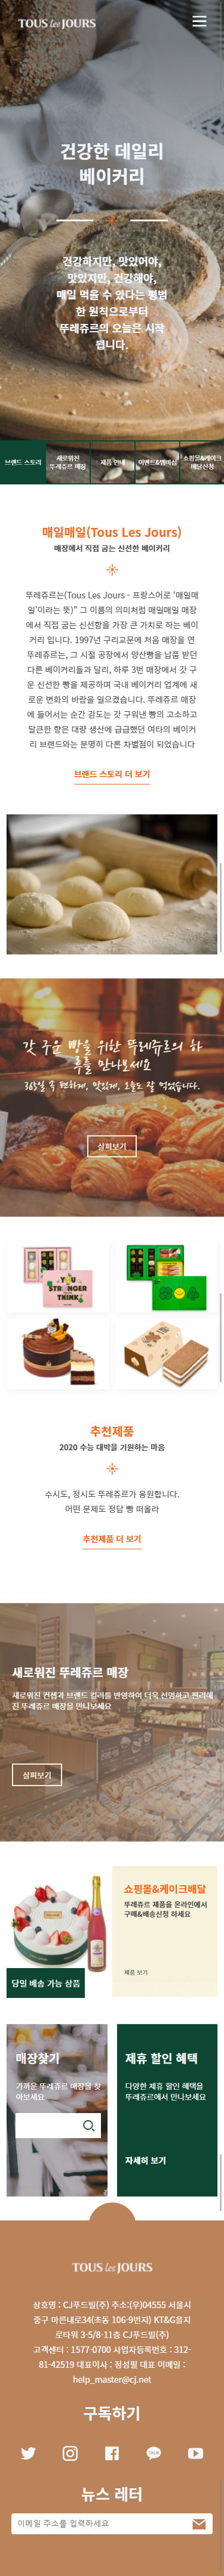 TOUS les JOURS
건강한 데일리
베이커리
건강하지만, 맛있어야,
맛있지만, 건강해야,
매일 먹을 수 있다는 평범
한 원칙으로부터
뚜레쥬르의 오늘은 시작
됩니다.
브랜드 스토리
새로워진
뚜레쥬르 매장
제품 안내
이벤트&멤버십
쇼핑몰&케이크
배달신청
매일매일(Tous Les Jours)
매장에서 직접 굽는 신선한 베이커리
뚜레쥬르는(Tous Les Jours - 프랑스어로 '매일매
일'이라는 뜻)" 그 이름의 의미처럼 매일매일 매장
에서 직접 굽는 신선함을 가장 큰 가치로 하는 베이
커리 입니다. 1997년 구리교문에 처음 매장을 연
뚜레쥬르는, 그 시절 공장에서 양산빵을 납품 받던
다른 베이커리들과 달리, 하루 3번 매장에서 갓 구
운 신선한 빵을 제공하며 국내 베이커리 업계에 새
로운 변화의 바람을 일으켰습니다. 뚜레쥬르 매장
에 들어서는 순간 감도는 갓 구워낸 빵의 고소하고
달큰한 향은 대량 생산에 급급했던 여타의 베이커
리 브랜드와는 분명히 다른 차별점이 되었습니다
브랜드 스토리 더 보기
갓 구운 빵을 위한 뚜레쥬르의 하
루를 만나보세요
365일 속 편하게, 맛있게, 오늘도 잘 먹었습니다.
살펴보기
YOU
STRONGER
THINK
추천제품
2020 수능 대박을 기원하는 마음
수시도, 정시도 뚜레쥬르가 응원합니다.
어떤 문제도 정답 빵 떠올라
추천제품 더 보기
새로워진 뚜레쥬르 매장
새로워진 컨셉과 브랜드 컬러를 반영하여 더욱 선명하고 편리해
진 뚜레쥬르 매장을 만나보세요
살펴보기
당일 배송 가능 상품
쇼핑몰&케이크배달
뚜레쥬르 제품을 온라인에서
구매&배송신청 하세요
제품 보기
매장찾기
가까운 뚜레쥬르 매장을 찾
아보세요
제휴 할인 혜택
다양한 제휴 할인 혜택을
뚜레쥬르에서 만나보세요
자세히 보기
TOUS les JOURS
상호명 : CJ푸드빌(주) 주소:(우)04555 서울시
중구 마른내로34(초동 106-9번지) KT&G을지
로타워 3-5/8-11층 CJ푸드빌(주)
고객센터 : 1577-0700 사업자등록번호 : 312-
81-42519 대표이사 : 정성필 대표 이메일 :
help_master@cj.net
구독하기
TALK
뉴스 레터
이메일 주소를 입력하세요